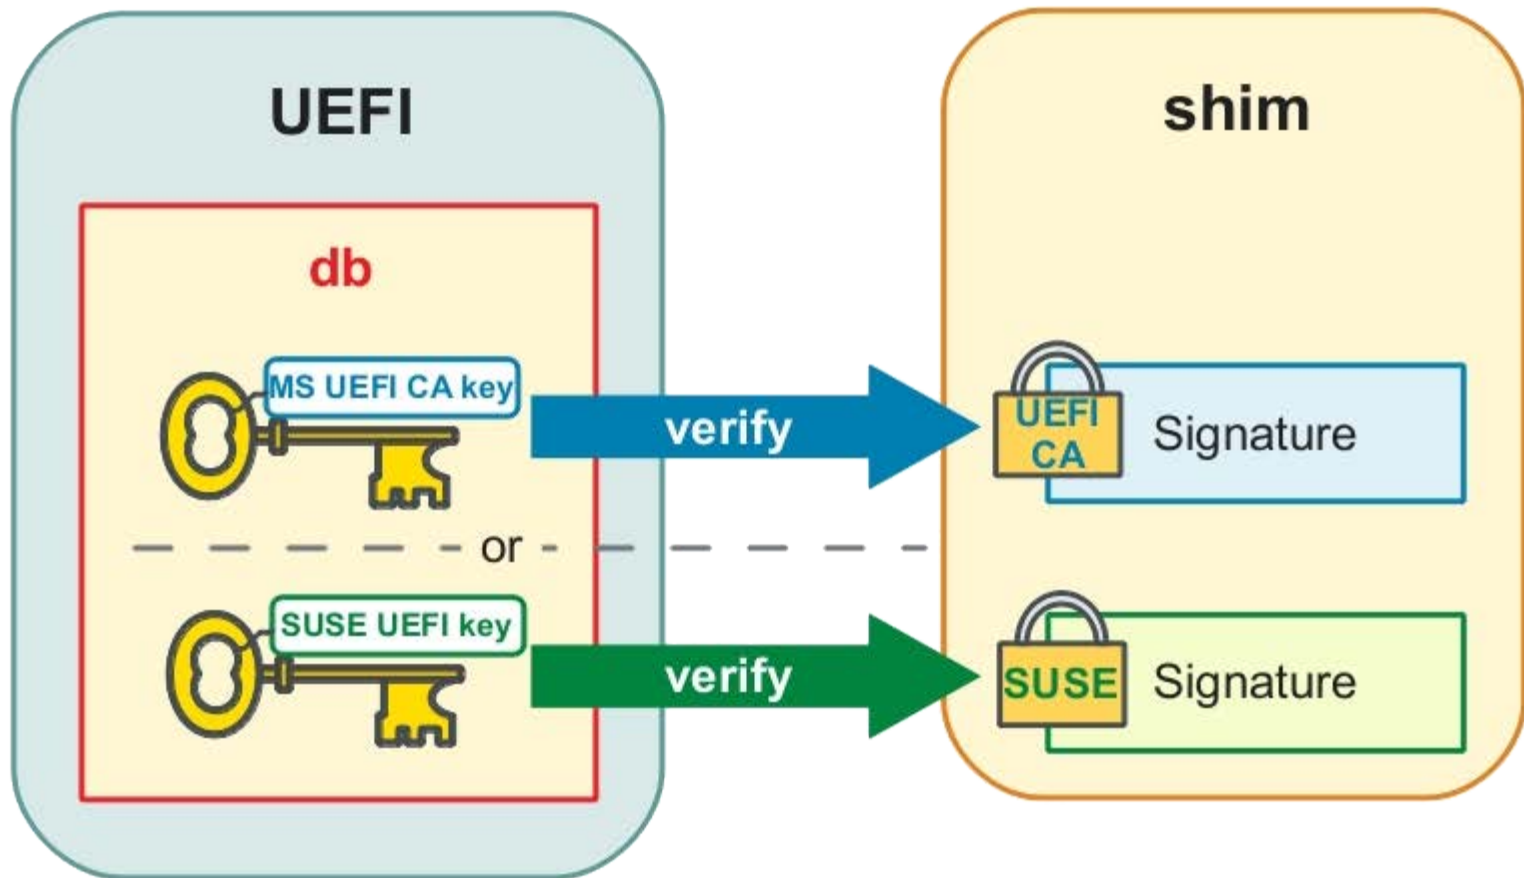 UEFI
shim
db
MS UEFI CA key
verify
UEFI
CA
Signature
or
SUSE UEFI key
verify
SUSE
Signature